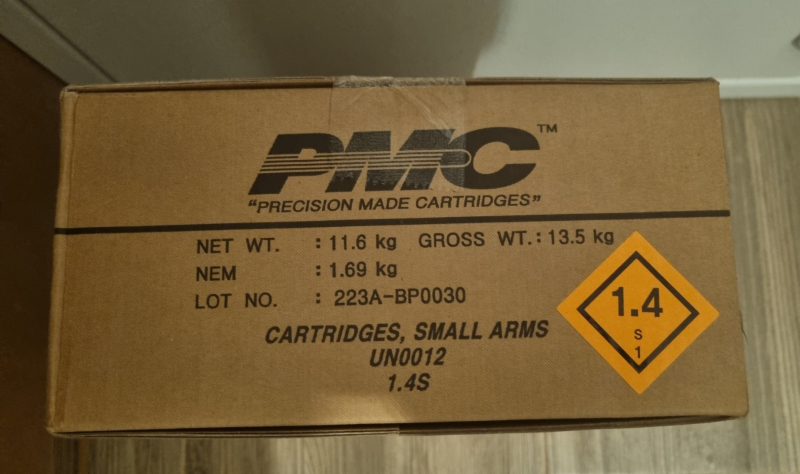 PMC™
"PRECISION MADE CARTRIDGES"
NET WT. : 11.6 kg GROSS WT. : 13.5 kg
NEM : 1.69 kg
LOT NO. : 223A-BP0030
CARTRIDGES, SMALL ARMS
UN0012
1.4S
1.4
S
1